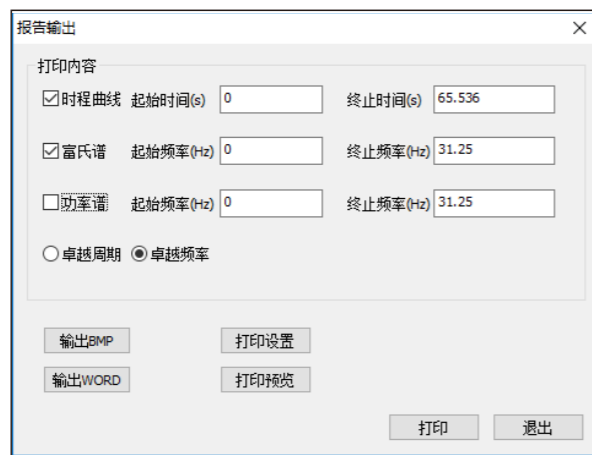 报告输出
打印内容
时程曲线 起始时间(s) 0 终止时间(s) 65.536
富氏谱 起始频率(Hz) 0 终止频率(Hz) 31.25
功率谱 起始频率(Hz) 0 终止频率(Hz) 31.25
卓越周期 卓越频率
输出BMP 打印设置
输出WORD 打印预览
打印 退出